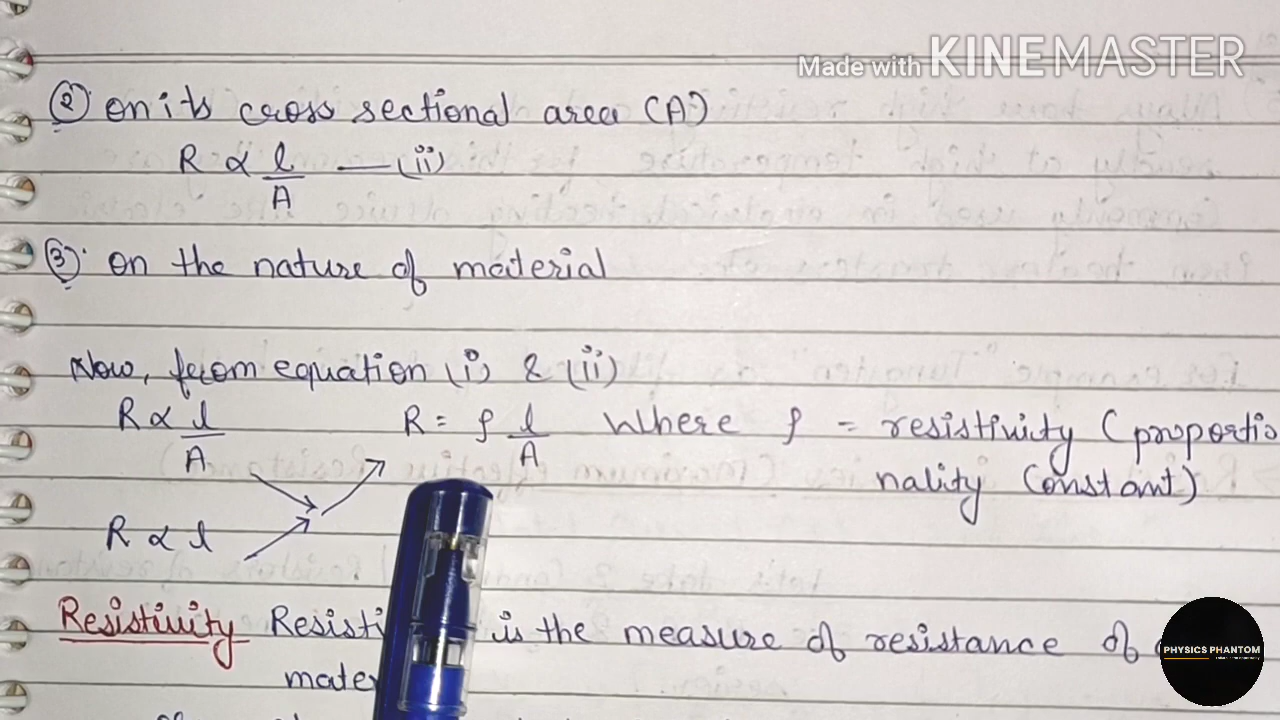 Made with KINEMASTER
② on its cross sectional area (A)
R ∝ l/A — (ii)
③ on the nature of material
Now, from equation (i) & (ii)
R ∝ l/A R = ρ l/A Where ρ = resistivity (proportio
nality constant)
R ∝ l
Resistivity Resisti is the measure of resistance of
mater
PHYSICS PHANTOM